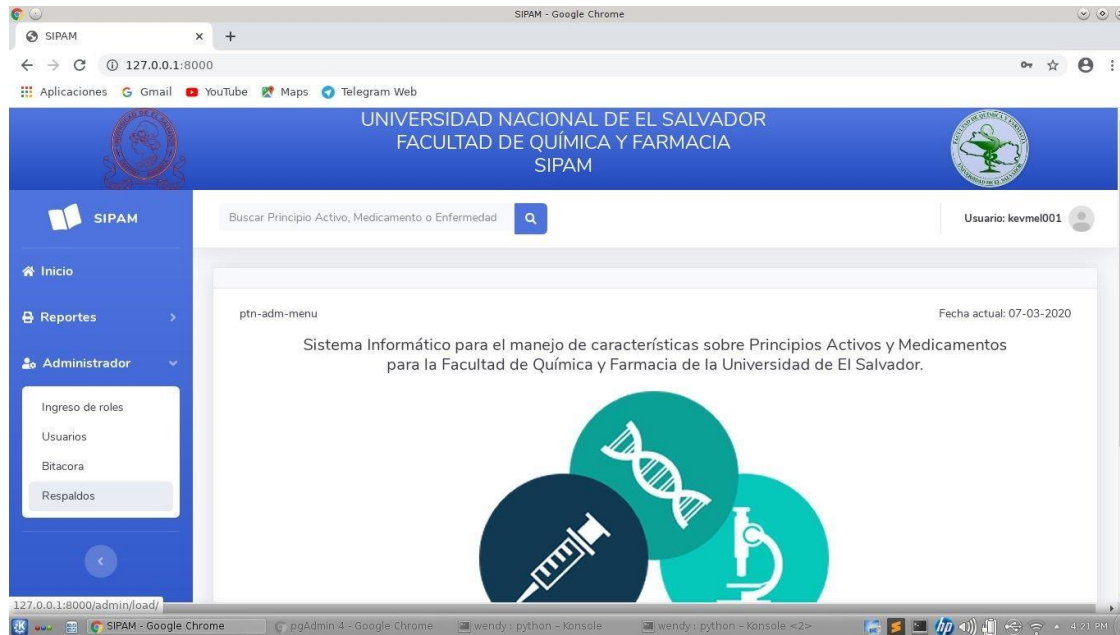 SIPAM - Google Chrome
SIPAM
127.0.0.1:8000
Aplicaciones Gmail YouTube Maps Telegram Web
UNIVERSIDAD NACIONAL DE EL SALVADOR
FACULTAD DE QUÍMICA Y FARMACIA
SIPAM
SIPAM
Buscar Principio Activo, Medicamento o Enfermedad
Usuario: kevmel001
Inicio
Reportes
Administrador
Ingreso de roles
Usuarios
Bitacora
Respaldos
ptn-adm-menu
Fecha actual: 07-03-2020
Sistema Informático para el manejo de características sobre Principios Activos y Medicamentos
para la Facultad de Química y Farmacia de la Universidad de El Salvador.
127.0.0.1:8000/admin/load/
SIPAM - Google Chrome
pgAdmin 4 - Google Chrome
wendy : python - Konsole
wendy : python - Konsole <2>
4:21 PM